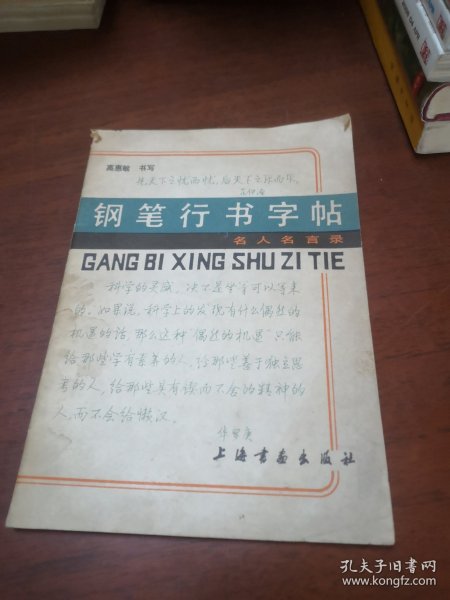 高惠敏 书写
先天下之忧而忧，后天下之乐而乐。
范仲淹
钢笔行书字帖
名人名言录
GANG BI XING SHU ZI TIE
科学的灵感，决不是坐等可以等来
的。如果说，科学上的发现有什么偶然的
机遇的话，那么这种“偶然的机遇”只能
给那些学有素养的人，给那些善于独立思
考的人，给那些具有锲而不舍的精神的
人，而不会给懒汉。
华罗庚
上海书画出版社
孔夫子旧书网
www.kongfz.com